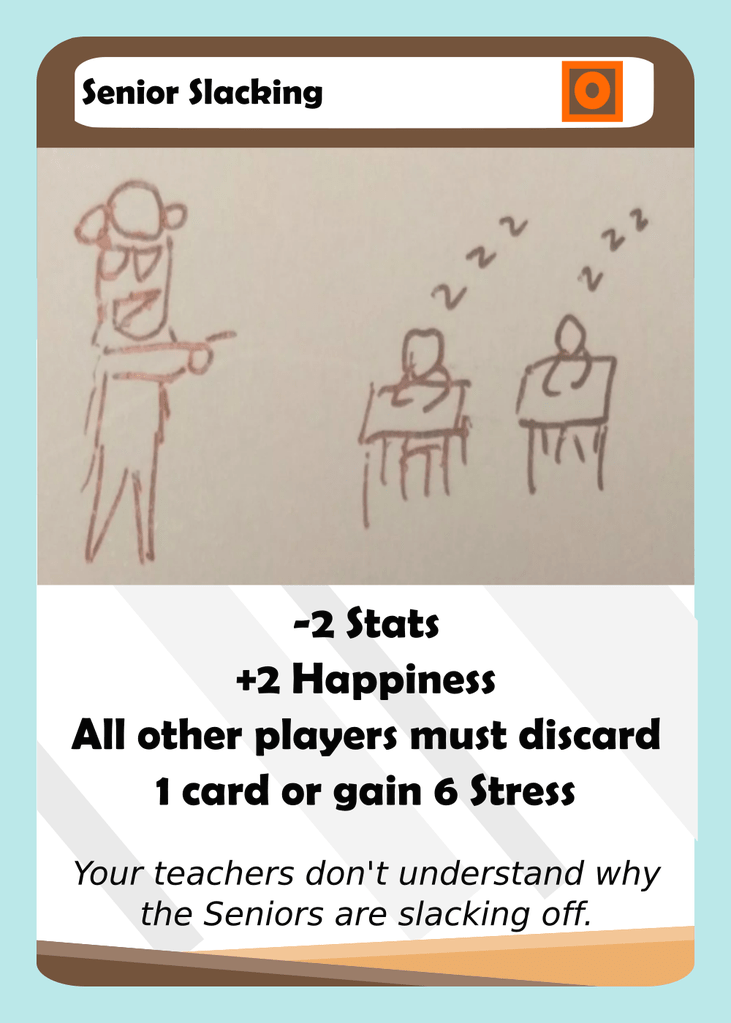 Senior Slacking
z z z
z z z
-2 Stats
+2 Happiness
All other players must discard
1 card or gain 6 Stress
Your teachers don't understand why
the Seniors are slacking off.